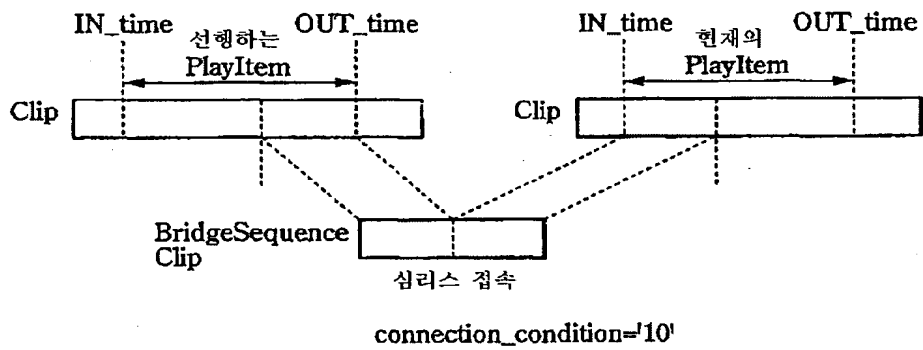 IN_time 선행하는 OUT_time
PlayItem
IN_time 현재의 OUT_time
PlayItem
Clip
Clip
BridgeSequence
Clip
심리스 접속
connection_condition='10'